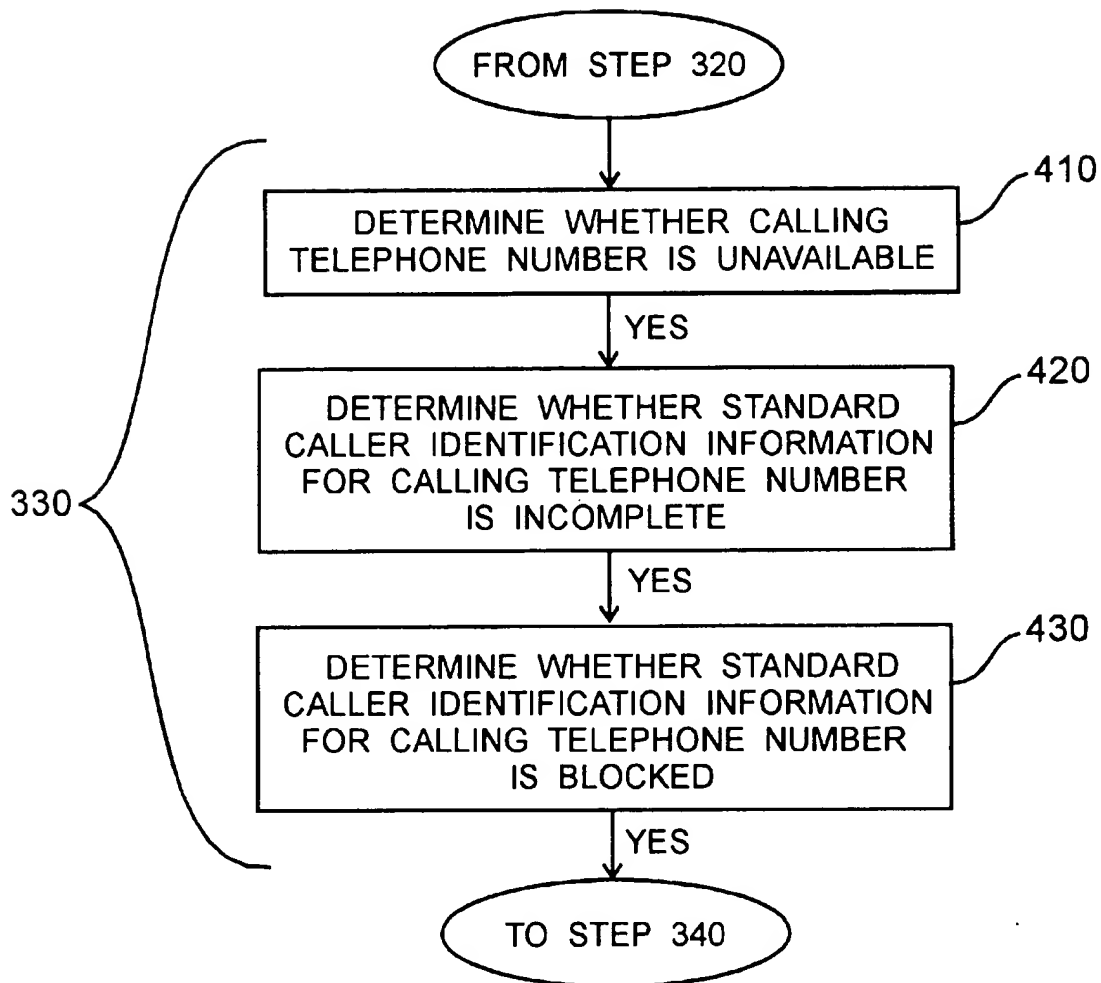 FROM STEP 320
410
DETERMINE WHETHER CALLING
TELEPHONE NUMBER IS UNAVAILABLE
YES
420
DETERMINE WHETHER STANDARD
CALLER IDENTIFICATION INFORMATION
FOR CALLING TELEPHONE NUMBER
IS INCOMPLETE
330
YES
430
DETERMINE WHETHER STANDARD
CALLER IDENTIFICATION INFORMATION
FOR CALLING TELEPHONE NUMBER
IS BLOCKED
YES
TO STEP 340